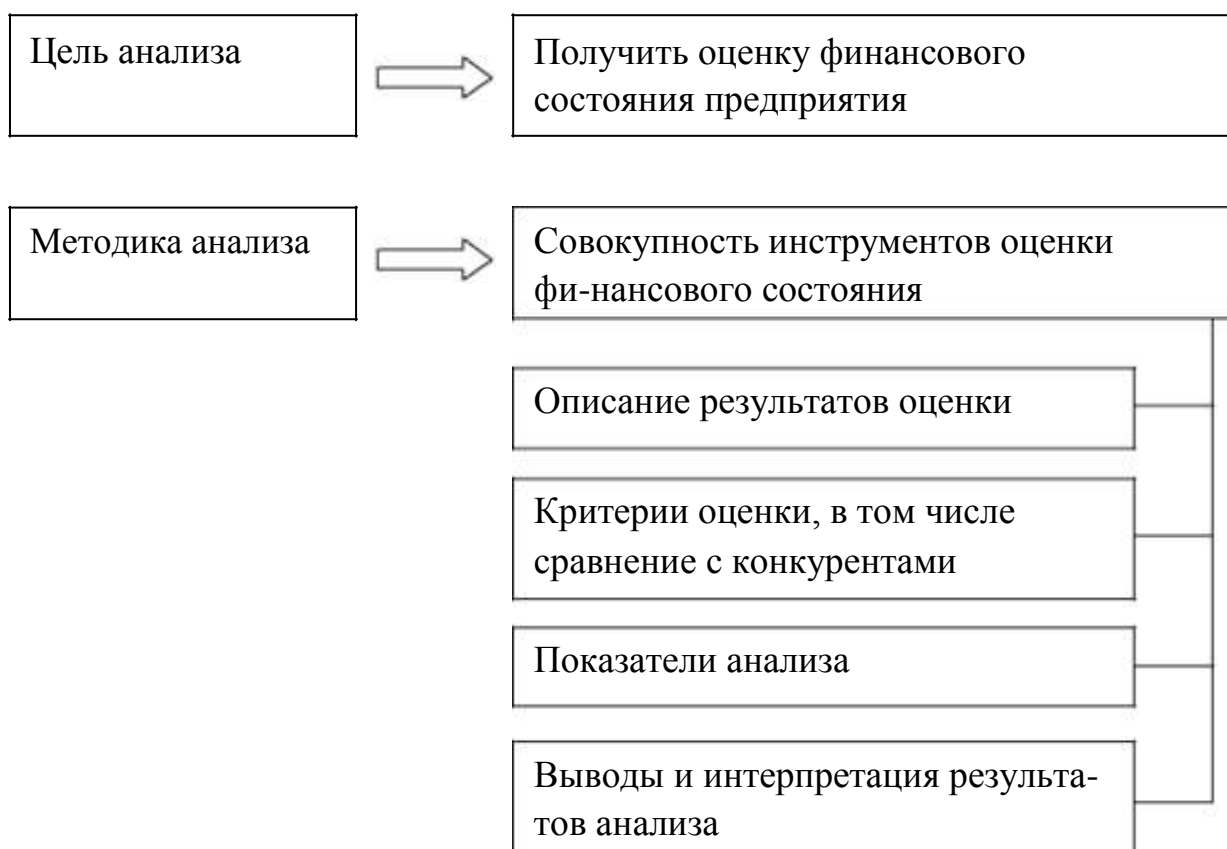 Цель анализа
Получить оценку финансового
состояния предприятия
Методика анализа
Совокупность инструментов оценки
фи-нансового состояния
Описание результатов оценки
Критерии оценки, в том числе
сравнение с конкурентами
Показатели анализа
Выводы и интерпретация результа-
тов анализа